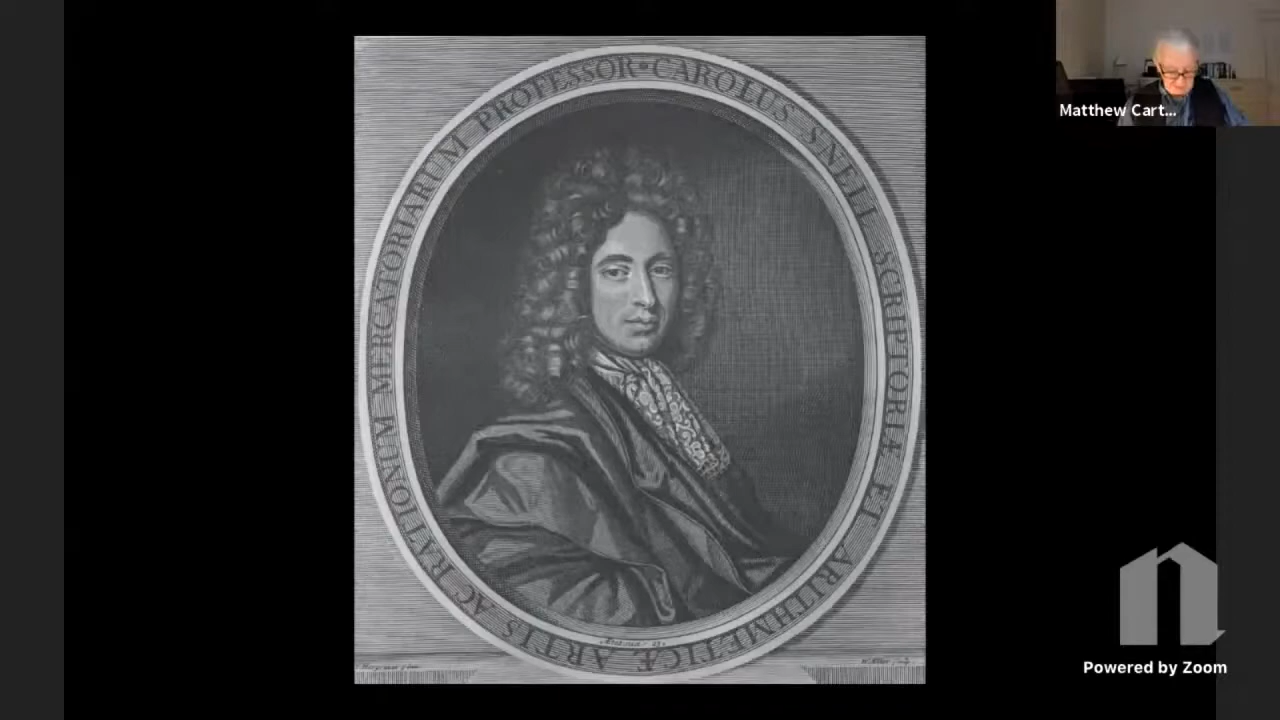 CAROLUS SNELL SCRIPTORIÆ ET ARITHMETICÆ ARTIS AC RATIONUM MERCATORIARUM PROFESSOR
Matthew Cart...
Powered by Zoom